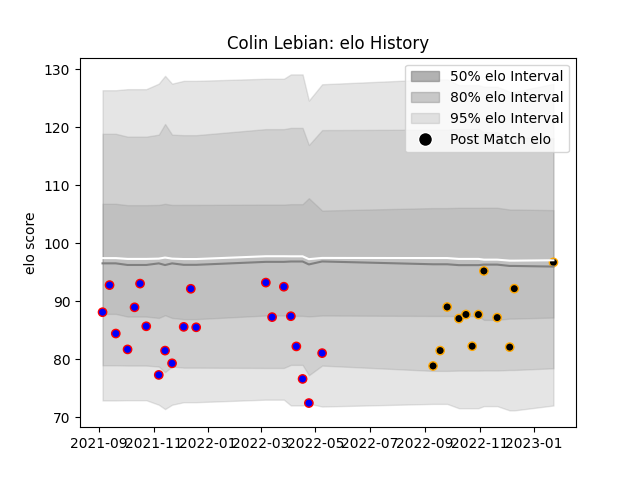 Colin Lebian: elo History
130
120
110
100
90
80
70
elo score
50% elo Interval
80% elo Interval
95% elo Interval
Post Match elo
2021-09 2021-11 2022-01 2022-03 2022-05 2022-07 2022-09 2022-11 2023-01